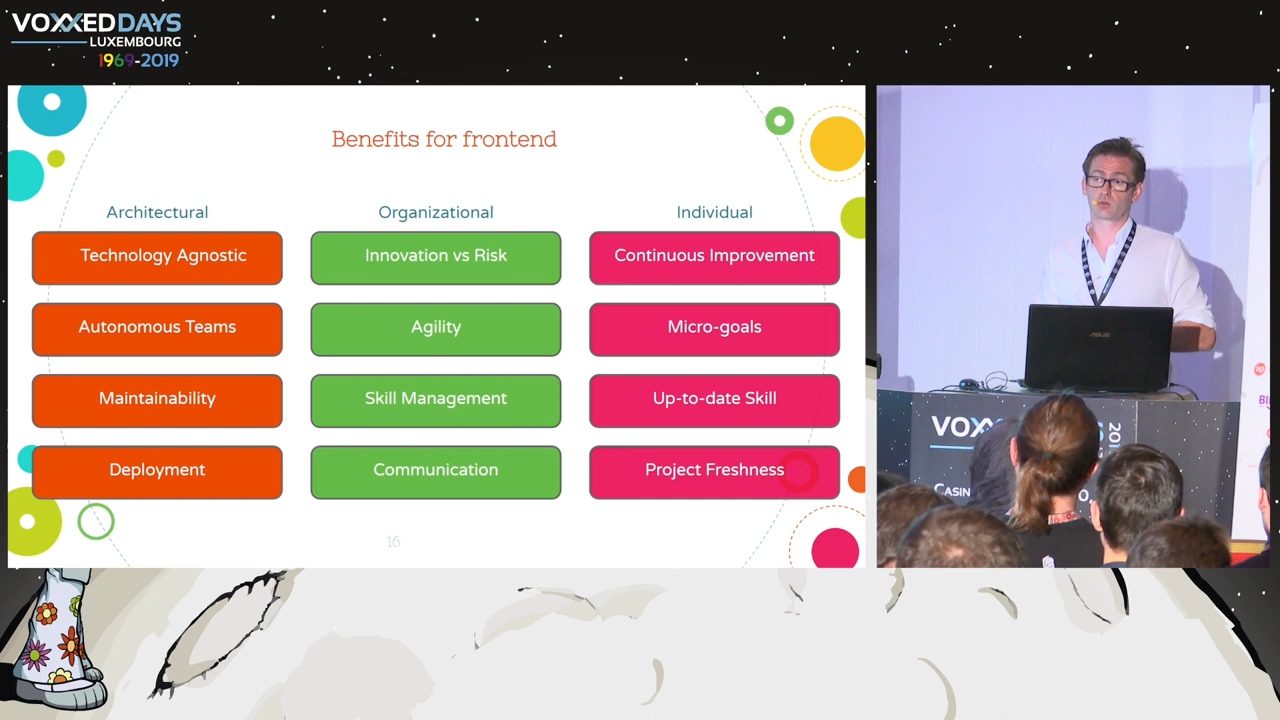 VOXXED DAYS
LUXEMBOURG
1969-2019
Benefits for frontend
Architectural
Organizational
Individual
Technology Agnostic
Innovation vs Risk
Continuous Improvement
Autonomous Teams
Agility
Micro-goals
Maintainability
Skill Management
Up-to-date Skill
Deployment
Communication
Project Freshness
16
ASUS